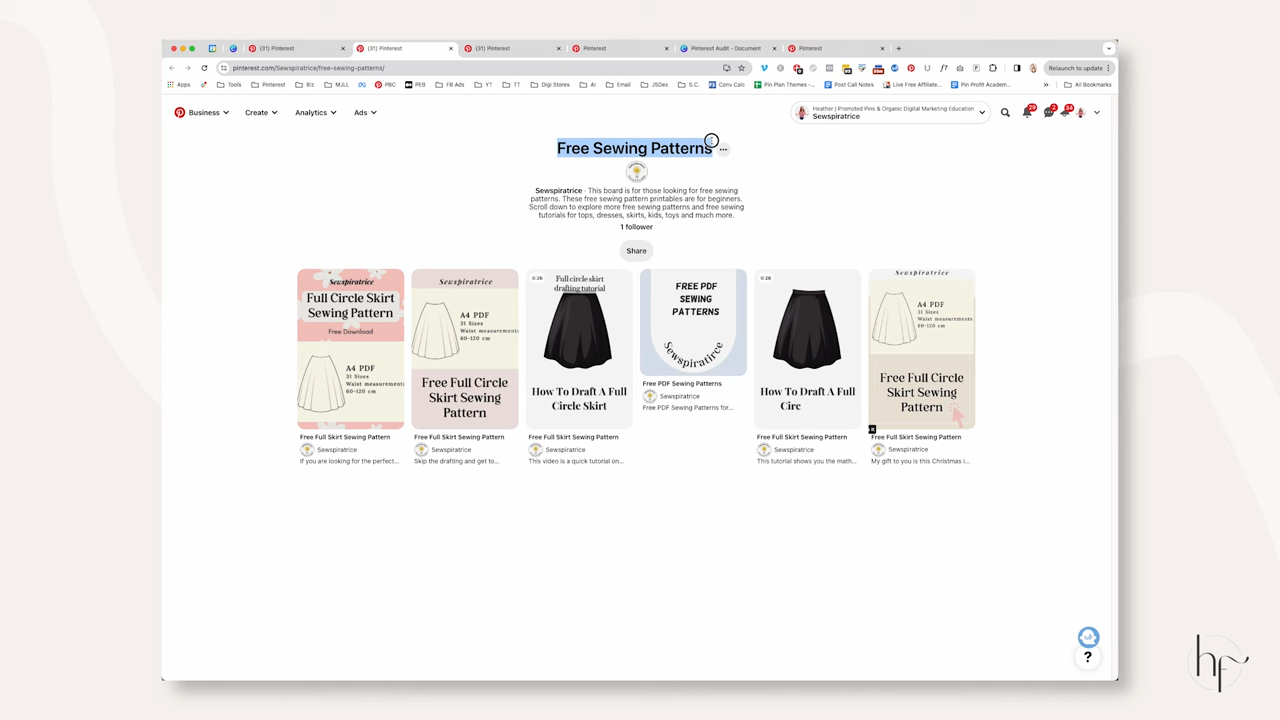 (31) Pinterest
(31) Pinterest
(31) Pinterest
Pinterest
Pinterest Audit - Document
Pinterest
pinterest.com/Sewspiratrice/free-sewing-patterns/
Relaunch to update
Apps
Tools
Pinterest
Biz
MJLL
PBC
PEB
FB Ads
YT
TT
Digi Stores
AI
Email
JSDes
S.C.
Conv Calc
Pin Plan Themes -...
Post Call Notes
Live Free Affiliate...
Pin Profit Academ...
All Bookmarks
Business
Create
Analytics
Ads
Heather | Promoted Pins & Organic Digital Marketing Education
Sewspiratrice
29
2
34
Free Sewing Patterns
Sewspiratrice · This board is for those looking for free sewing
patterns. These free sewing pattern printables are for beginners.
Scroll down to explore more free sewing patterns and free sewing
tutorials for tops, dresses, skirts, kids, toys and much more.
1 follower
Share
Sewspiratrice
Full Circle Skirt
Sewing Pattern
Free Download
A4 PDF
31 Sizes
Waist measurements
60-120 cm
Free Full Skirt Sewing Pattern
Sewspiratrice
If you are looking for the perfect...
Sewspiratrice
A4 PDF
31 Sizes
Waist measurements
60-120 cm
Free Full Circle
Skirt Sewing
Pattern
Free Full Skirt Sewing Pattern
Sewspiratrice
Skip the drafting and get to...
0:26
Full circle skirt
drafting tutorial
How To Draft A Full
Circle Skirt
Free Full Skirt Sewing Pattern
Sewspiratrice
This video is a quick tutorial on...
FREE PDF
SEWING
PATTERNS
Sewspiratirce
Free PDF Sewing Patterns
Sewspiratrice
Free PDF Sewing Patterns for...
0:26
How To Draft A Full
Circ
Free Full Skirt Sewing Pattern
Sewspiratrice
This tutorial shows you the math...
Sewspiratrice
A4 PDF
31 Sizes
Waist measurements
60-120 cm
Free Full Circle
Skirt Sewing
Pattern
Free Full Skirt Sewing Pattern
Sewspiratrice
My gift to you is this Christmas i...
?
hf